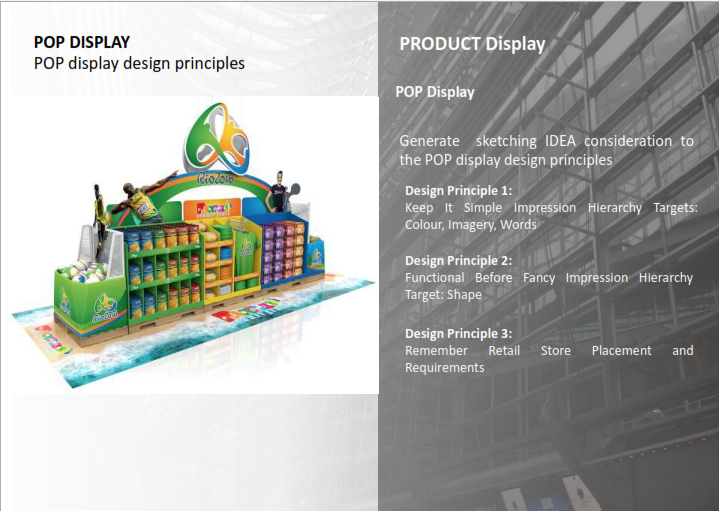 POP DISPLAY
POP display design principles
Rio2016
Rio2016
PRODUCT Display
POP Display
Generate sketching IDEA consideration to
the POP display design principles
Design Principle 1:
Keep It Simple Impression Hierarchy Targets:
Colour, Imagery, Words
Design Principle 2:
Functional Before Fancy Impression Hierarchy
Target: Shape
Design Principle 3:
Remember Retail Store Placement and
Requirements